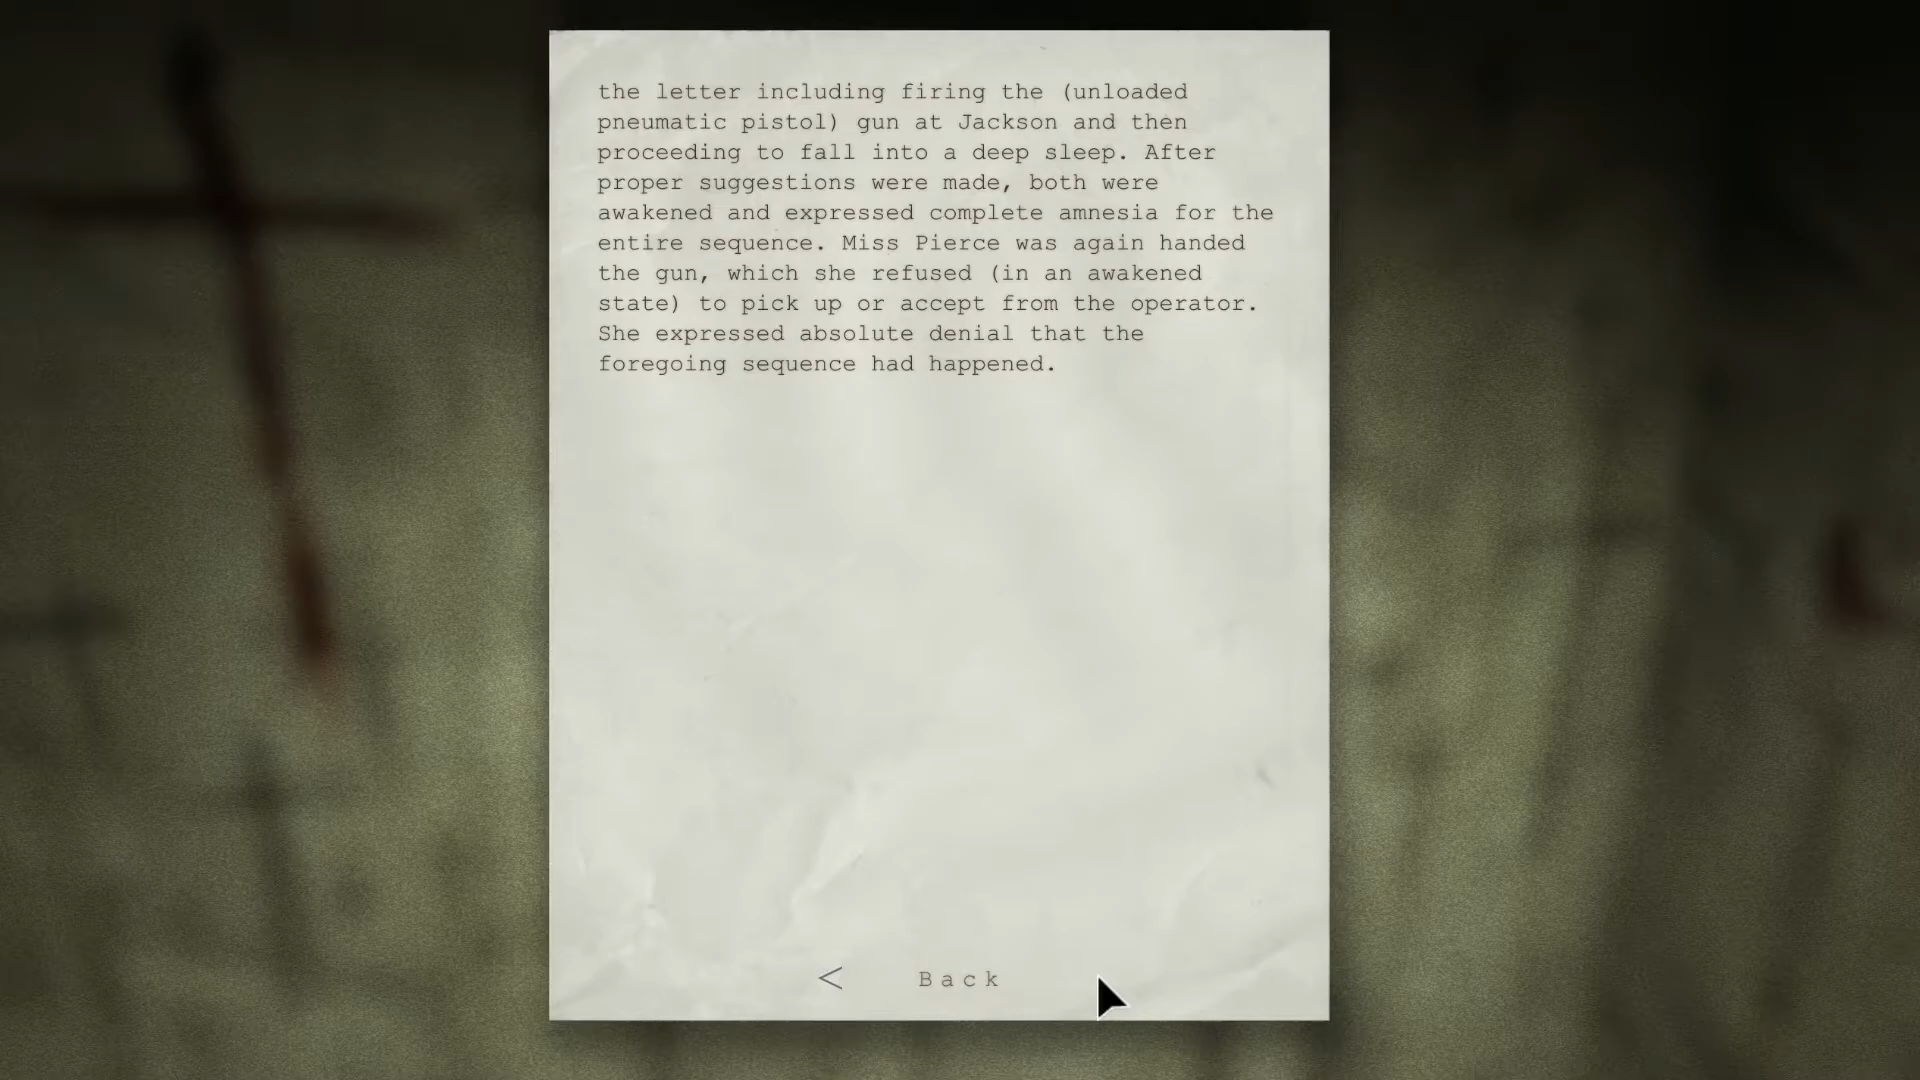 the letter including firing the (unloaded
pneumatic pistol) gun at Jackson and then
proceeding to fall into a deep sleep. After
proper suggestions were made, both were
awakened and expressed complete amnesia for the
entire sequence. Miss Pierce was again handed
the gun, which she refused (in an awakened
state) to pick up or accept from the operator.
She expressed absolute denial that the
foregoing sequence had happened.
< Back